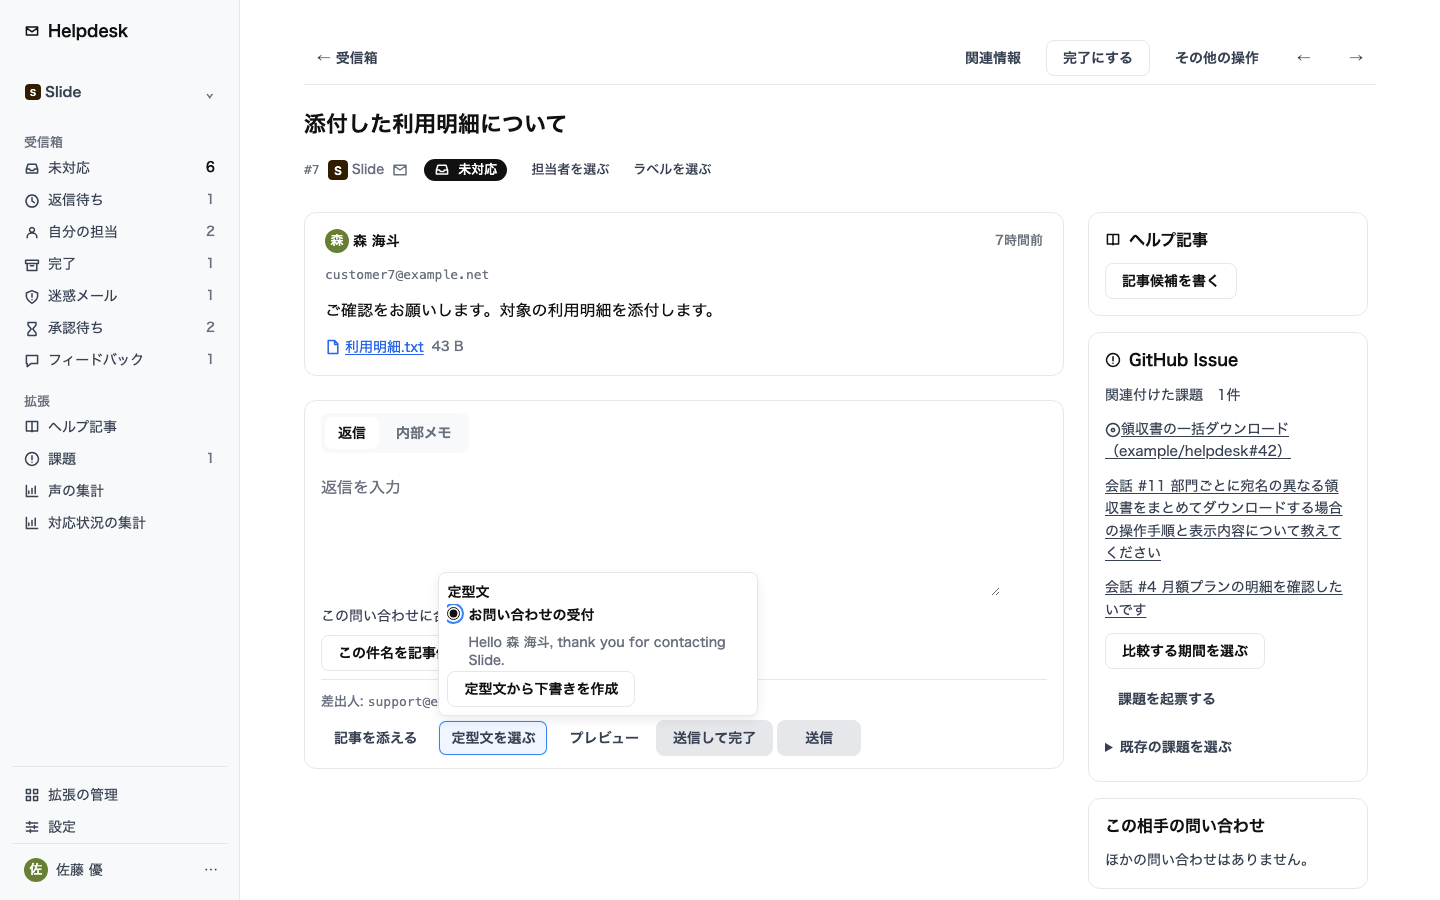 Helpdesk
S Slide
受信箱
未対応 6
返信待ち 1
自分の担当 2
完了 1
迷惑メール 1
承認待ち 2
フィードバック 1
拡張
ヘルプ記事
課題 1
声の集計
対応状況の集計
拡張の管理
設定
佐 佐藤 優 …
← 受信箱
関連情報 完了にする その他の操作 ← →
添付した利用明細について
#7 S Slide 未対応 担当者を選ぶ ラベルを選ぶ
森 森 海斗 7時間前
customer7@example.net
ご確認をお願いします。対象の利用明細を添付します。
利用明細.txt 43 B
返信 内部メモ
返信を入力
この問い合わせに
この件名を記事
差出人: support@e
定型文
お問い合わせの受付
Hello 森 海斗, thank you for contacting
Slide.
定型文から下書きを作成
記事を添える 定型文を選ぶ プレビュー 送信して完了 送信
ヘルプ記事
記事候補を書く
GitHub Issue
関連付けた課題 1件
領収書の一括ダウンロード
（example/helpdesk#42）
会話 #11 部門ごとに宛名の異なる領
収書をまとめてダウンロードする場合
の操作手順と表示内容について教えて
ください
会話 #4 月額プランの明細を確認した
いです
比較する期間を選ぶ
課題を起票する
▶ 既存の課題を選ぶ
この相手の問い合わせ
ほかの問い合わせはありません。